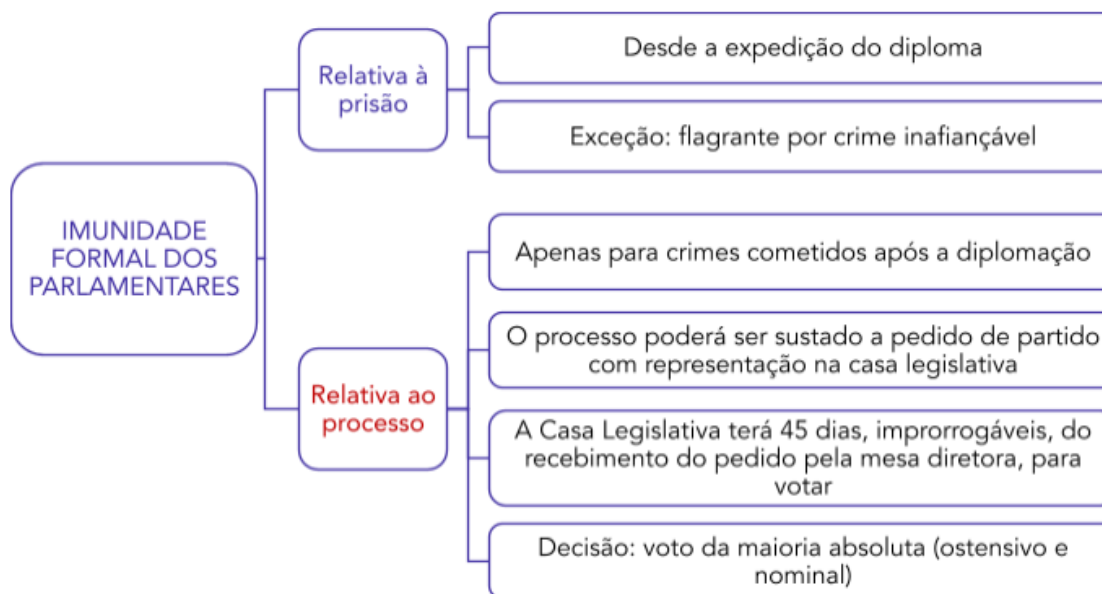 IMUNIDADE
FORMAL DOS
PARLAMENTARES
Relativa à
prisão
Desde a expedição do diploma
Exceção: flagrante por crime inafiançável
Relativa ao
processo
Apenas para crimes cometidos após a diplomação
O processo poderá ser sustado a pedido de partido
com representação na casa legislativa
A Casa Legislativa terá 45 dias, improrrogáveis, do
recebimento do pedido pela mesa diretora, para
votar
Decisão: voto da maioria absoluta (ostensivo e
nominal)